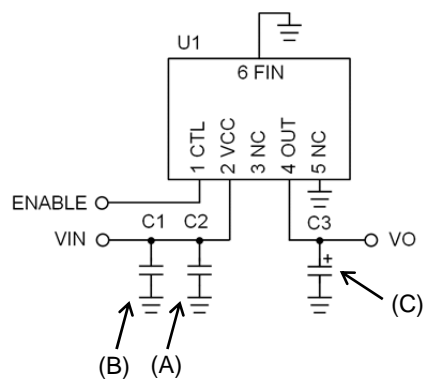 U1
6 FIN
1 CTL
2 VCC
3 NC
4 OUT
5 NC
ENABLE
C1
C2
C3
VIN
+
VO
(B)
(A)
(C)